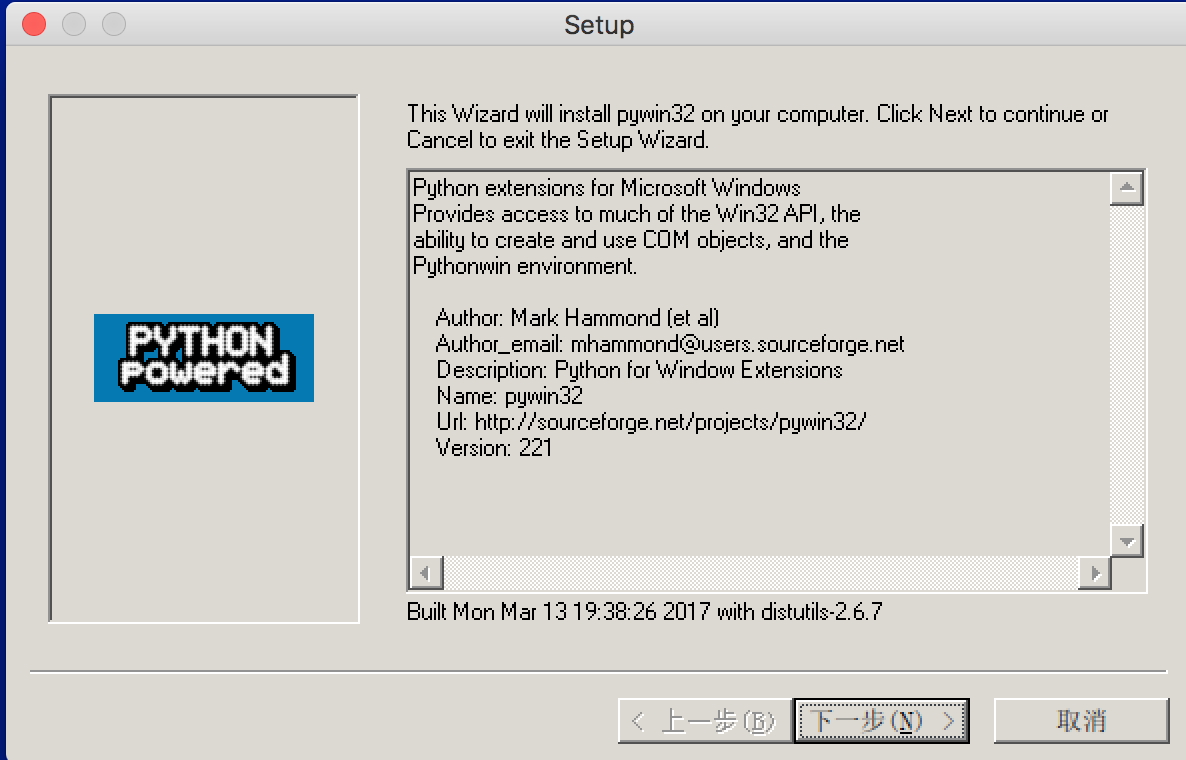 Setup
This Wizard will install pywin32 on your computer. Click Next to continue or
Cancel to exit the Setup Wizard.
PYTHON
powered
Python extensions for Microsoft Windows
Provides access to much of the Win32 API, the
ability to create and use COM objects, and the
Pythonwin environment.
Author: Mark Hammond (et al)
Author_email: mhammond@users.sourceforge.net
Description: Python for Window Extensions
Name: pywin32
Url: http://sourceforge.net/projects/pywin32/
Version: 221
Built Mon Mar 13 19:38:26 2017 with distutils-2.6.7
< 上一步(B) 下一步(N) > 取消